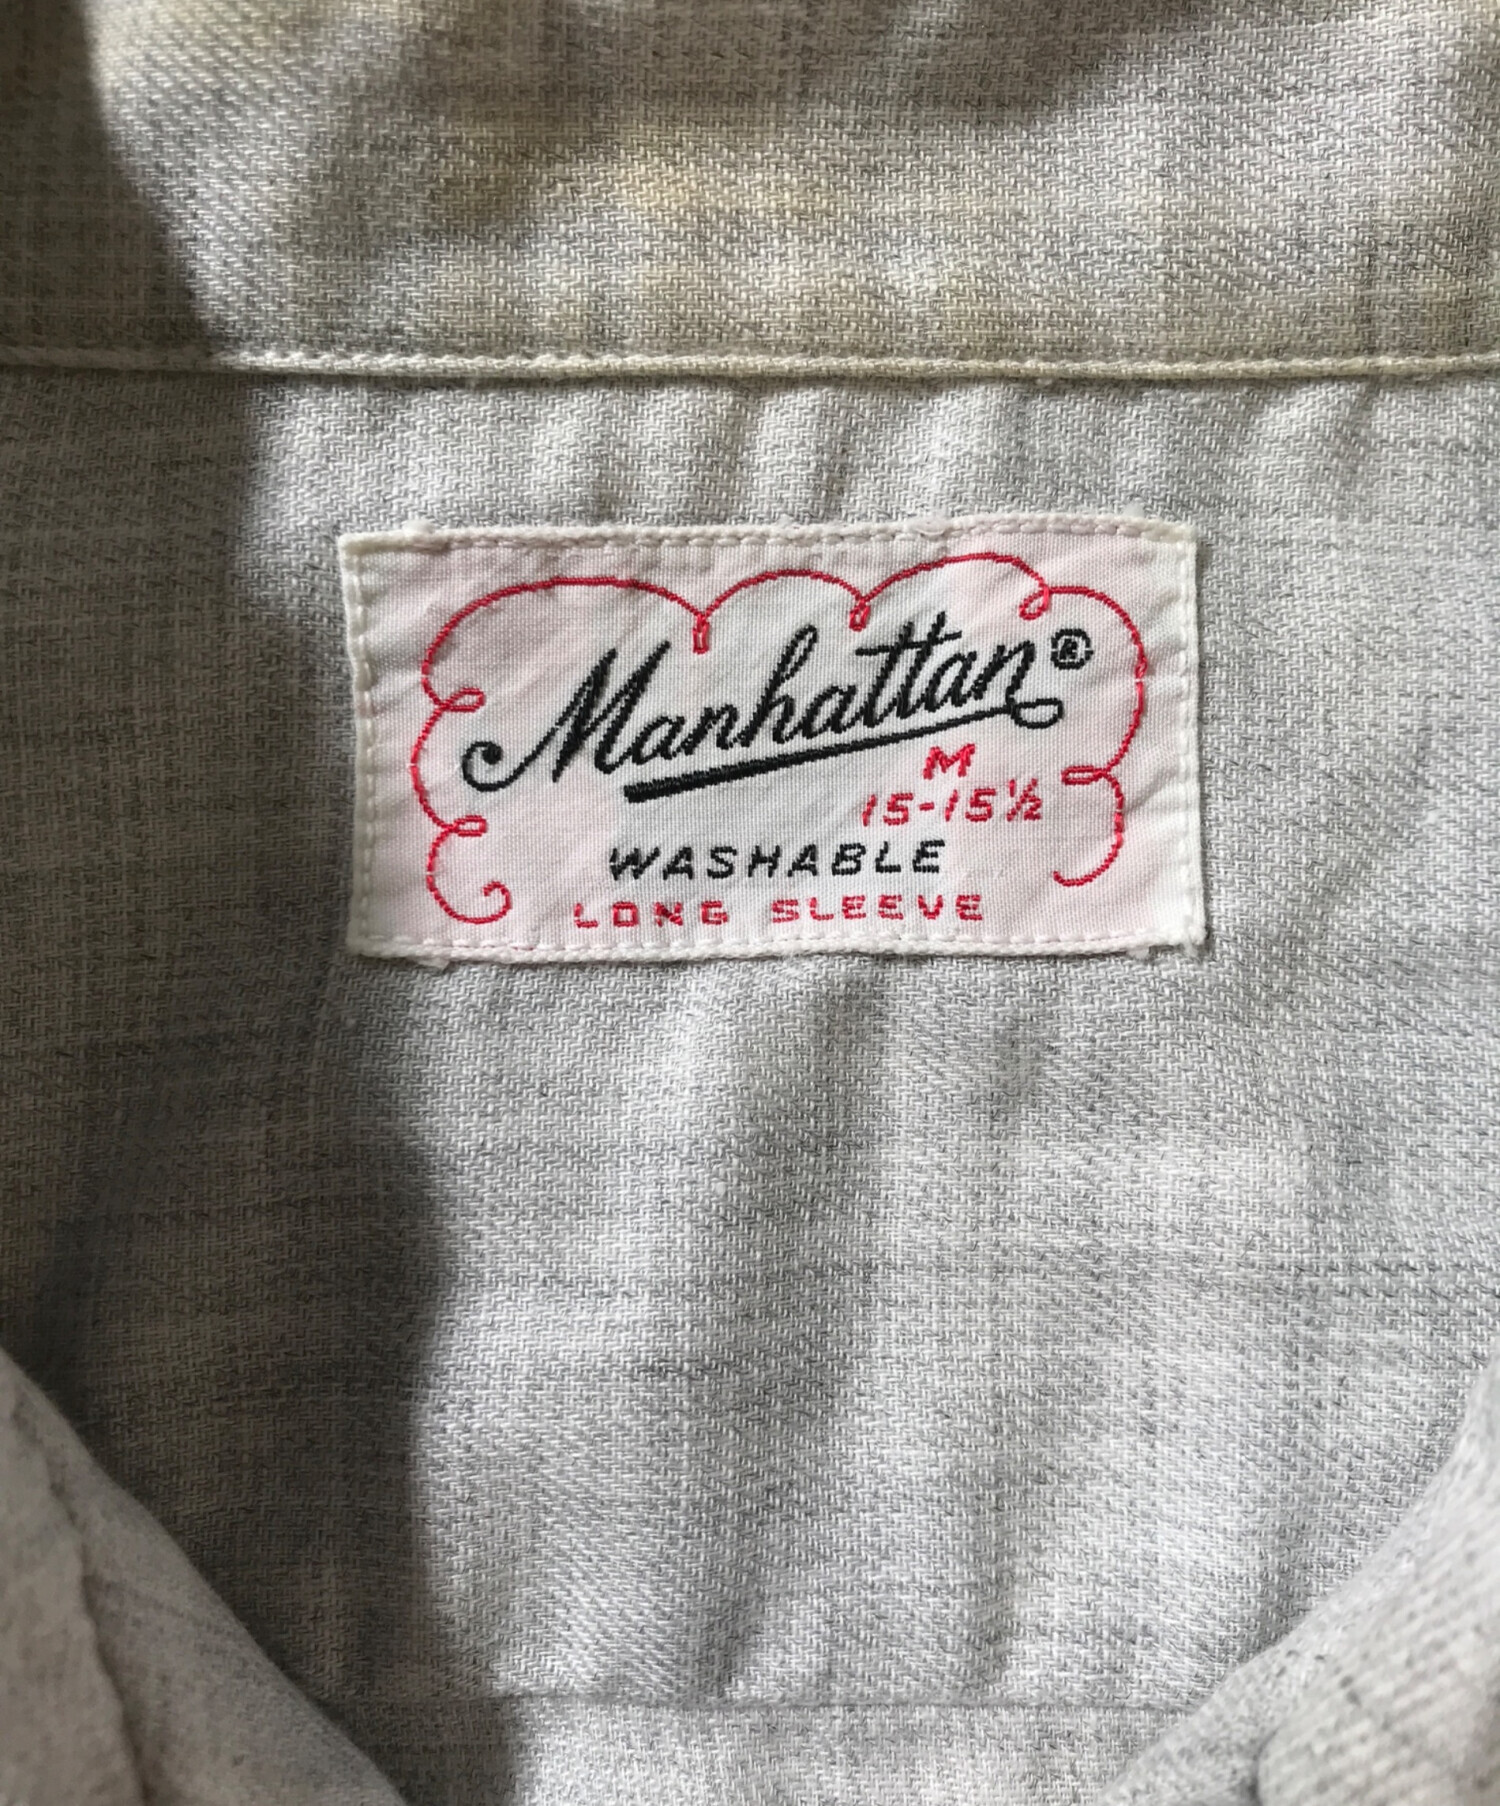 Manhattan®
M
15-15½
WASHABLE
LONG SLEEVE